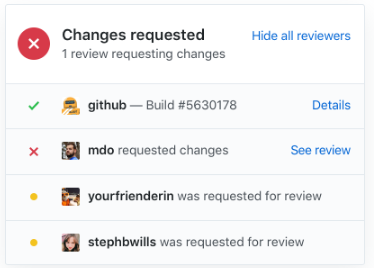 Changes requested
Hide all reviewers
1 review requesting changes
github — Build #5630178
Details
mdo requested changes
See review
yourfrienderin was requested for review
stephbwills was requested for review